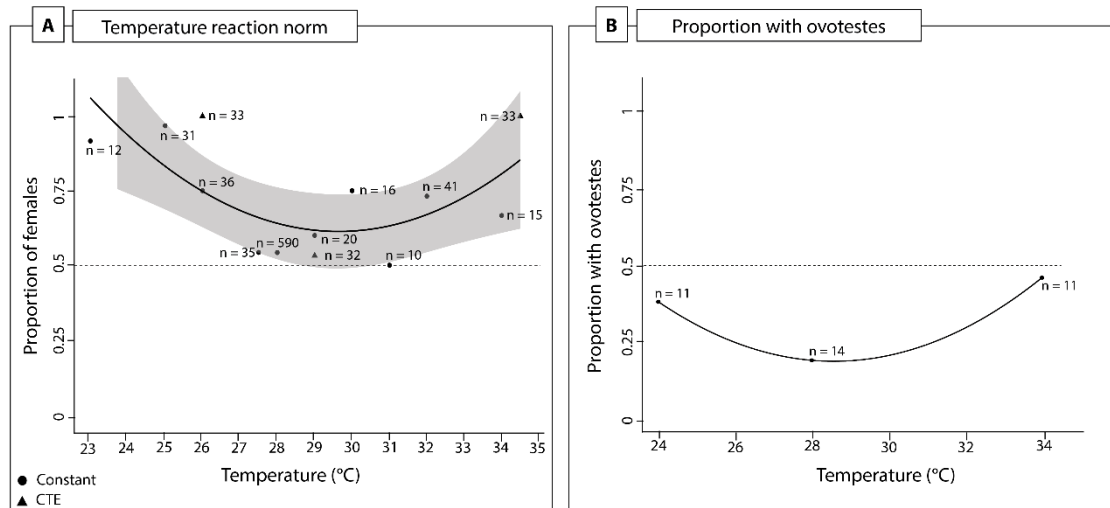 A Temperature reaction norm
Proportion of females
1
0.75
0.5
0.25
0
n = 12
n = 31
n = 33
n = 36
n = 35
n = 590
n = 20
n = 32
n = 16
n = 10
n = 41
n = 33
n = 15
23 24 25 26 27 28 29 30 31 32 34 35
Temperature (°C)
Constant
CTE
B Proportion with ovotestes
Proportion with ovotestes
1
0.75
0.5
0.25
0
n = 11
n = 14
n = 11
24 26 28 30 32 34
Temperature (°C)